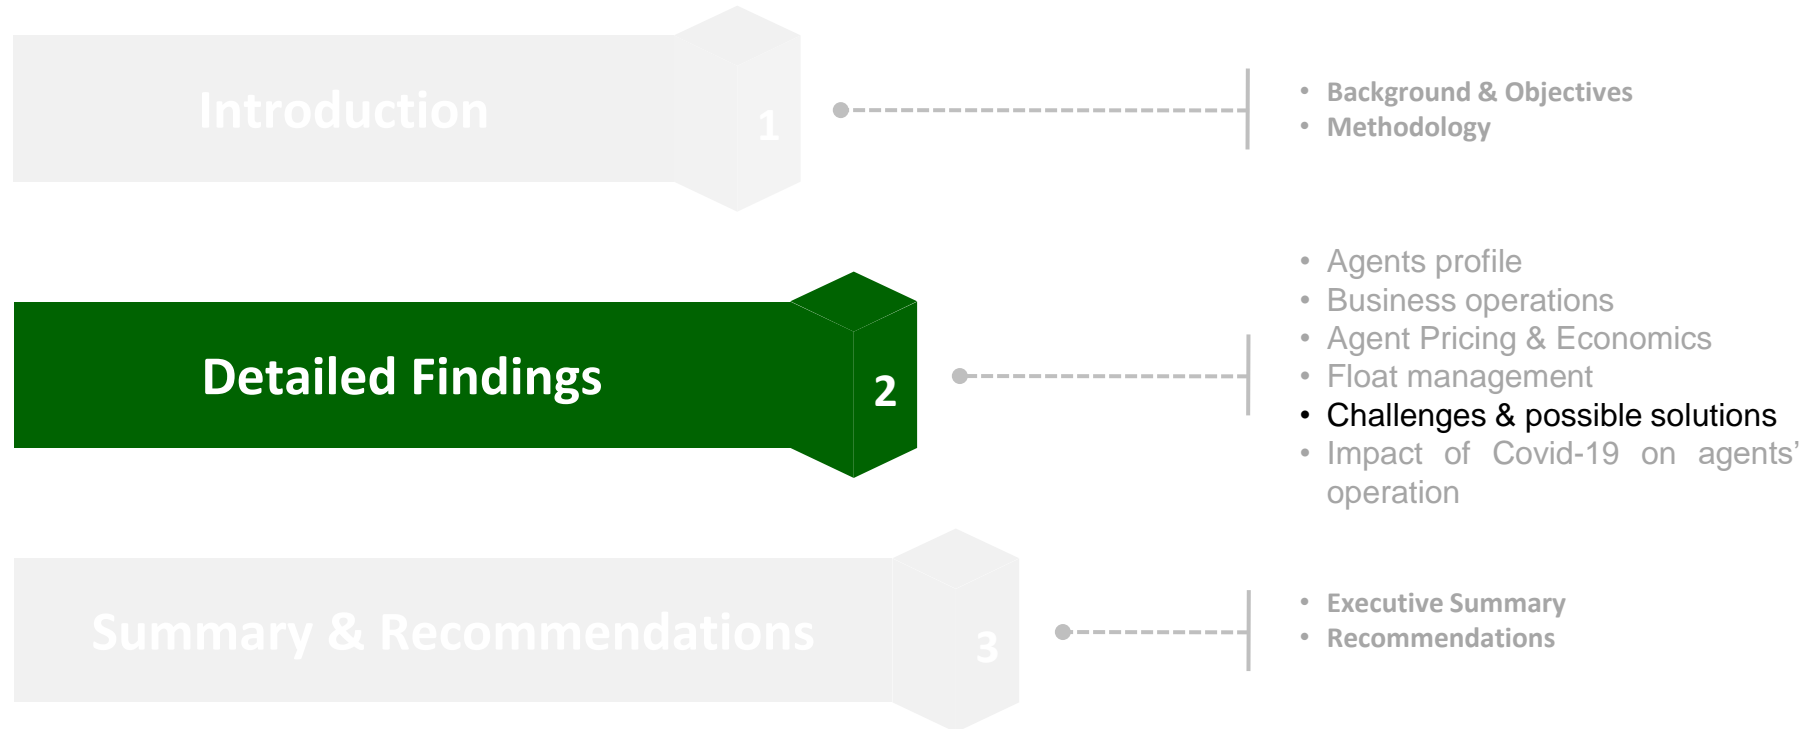 Introduction
1
• Background & Objectives
• Methodology
Detailed Findings
2
• Agents profile
• Business operations
• Agent Pricing & Economics
• Float management
• Challenges & possible solutions
• Impact of Covid-19 on agents’
operation
Summary & Recommendations
3
• Executive Summary
• Recommendations